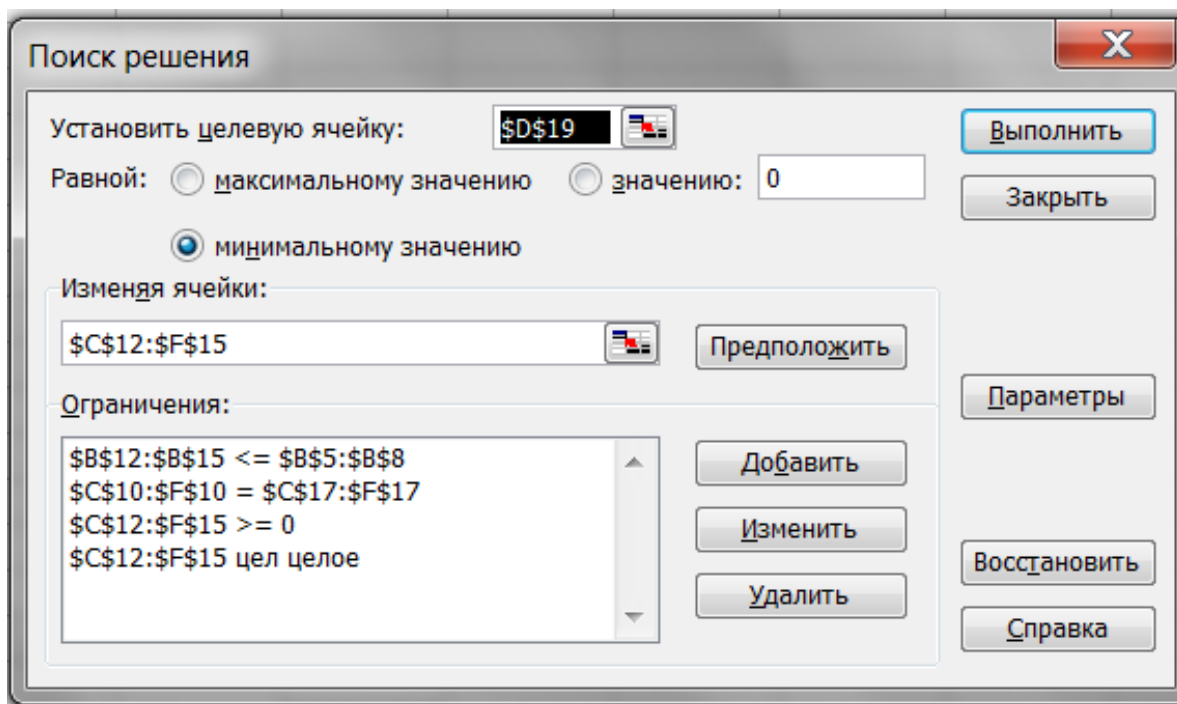 Поиск решения
Установить целевую ячейку: $D$19 Выполнить
Равной: максимальному значению значению: 0 Закрыть
минимальному значению
Изменяя ячейки:
$C$12:$F$15 Предположить
Ограничения: Параметры
$B$12:$B$15 <= $B$5:$B$8 Добавить
$C$10:$F$10 = $C$17:$F$17
$C$12:$F$15 >= 0 Изменить
$C$12:$F$15 цел целое Восстановить
Удалить
Справка